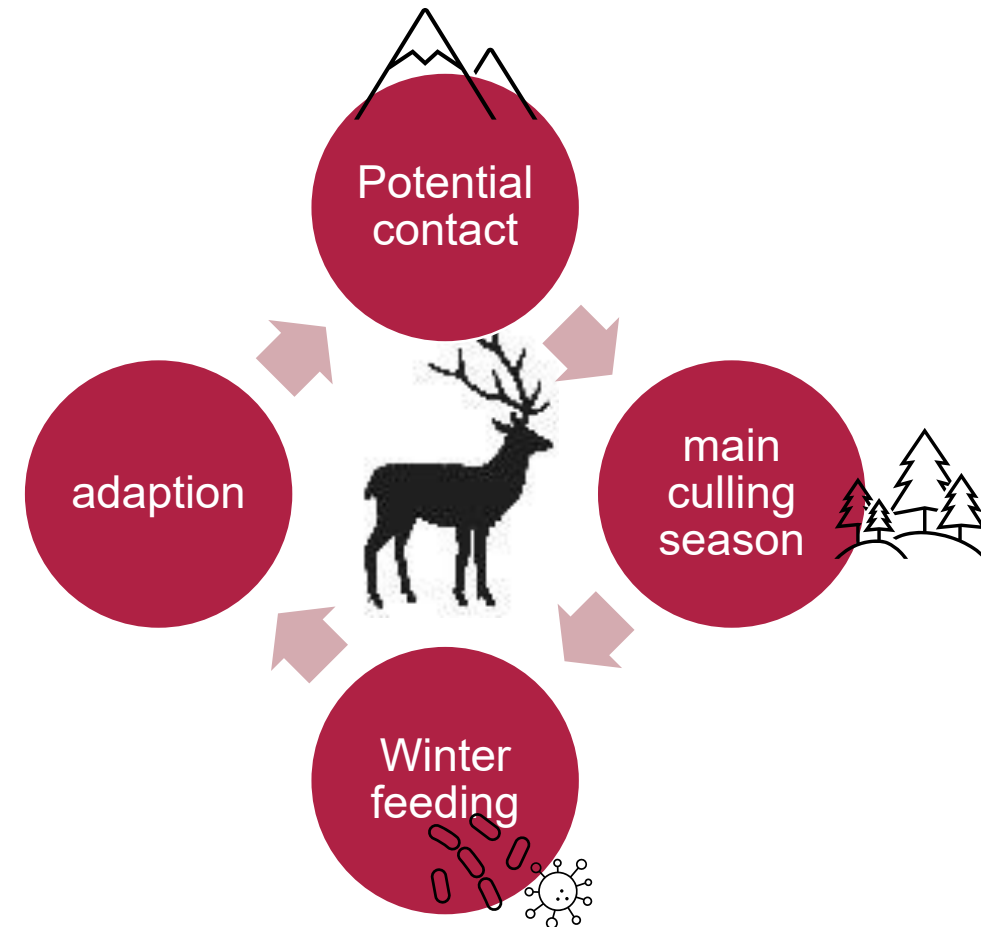 Potential
contact
main
culling
season
Winter
feeding
adaption